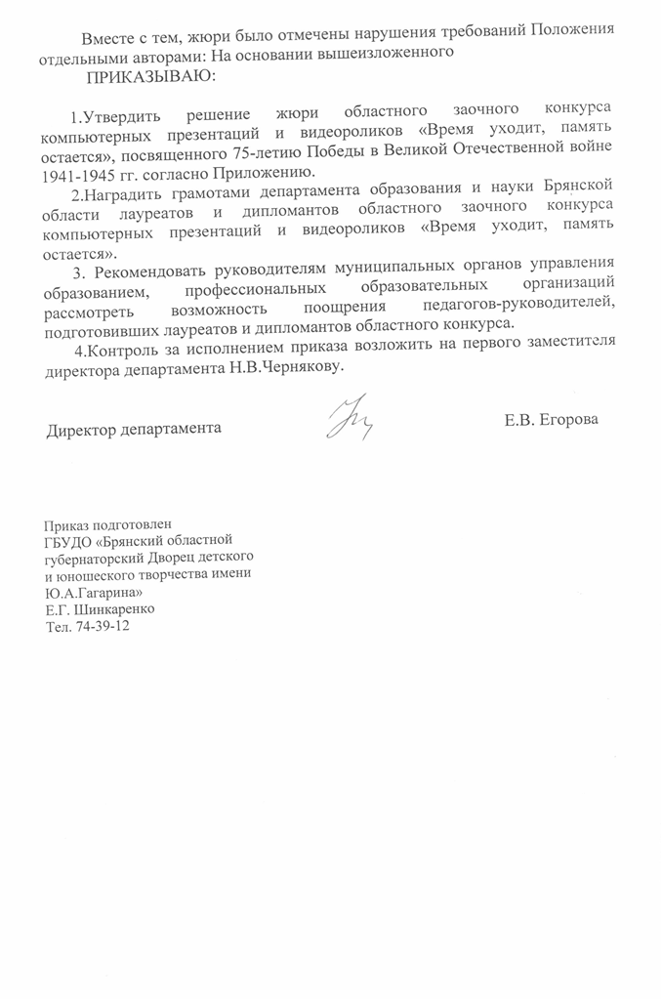 Вместе с тем, жюри было отмечены нарушения требований Положения
отдельными авторами: На основании вышеизложенного
ПРИКАЗЫВАЮ:
1.Утвердить решение жюри областного заочного конкурса
компьютерных презентаций и видеороликов «Время уходит, память
остается», посвященного 75-летию Победы в Великой Отечественной войне
1941-1945 гг. согласно Приложению.
2.Наградить грамотами департамента образования и науки Брянской
области лауреатов и дипломантов областного заочного конкурса
компьютерных презентаций и видеороликов «Время уходит, память
остается».
3. Рекомендовать руководителям муниципальных органов управления
образованием, профессиональных образовательных организаций
рассмотреть возможность поощрения педагогов-руководителей,
подготовивших лауреатов и дипломантов областного конкурса.
4.Контроль за исполнением приказа возложить на первого заместителя
директора департамента Н.В.Чернякову.
Директор департамента Е.В. Егорова
Приказ подготовлен
ГБУДО «Брянский областной
губернаторский Дворец детского
и юношеского творчества имени
Ю.А.Гагарина»
Е.Г. Шинкаренко
Тел. 74-39-12